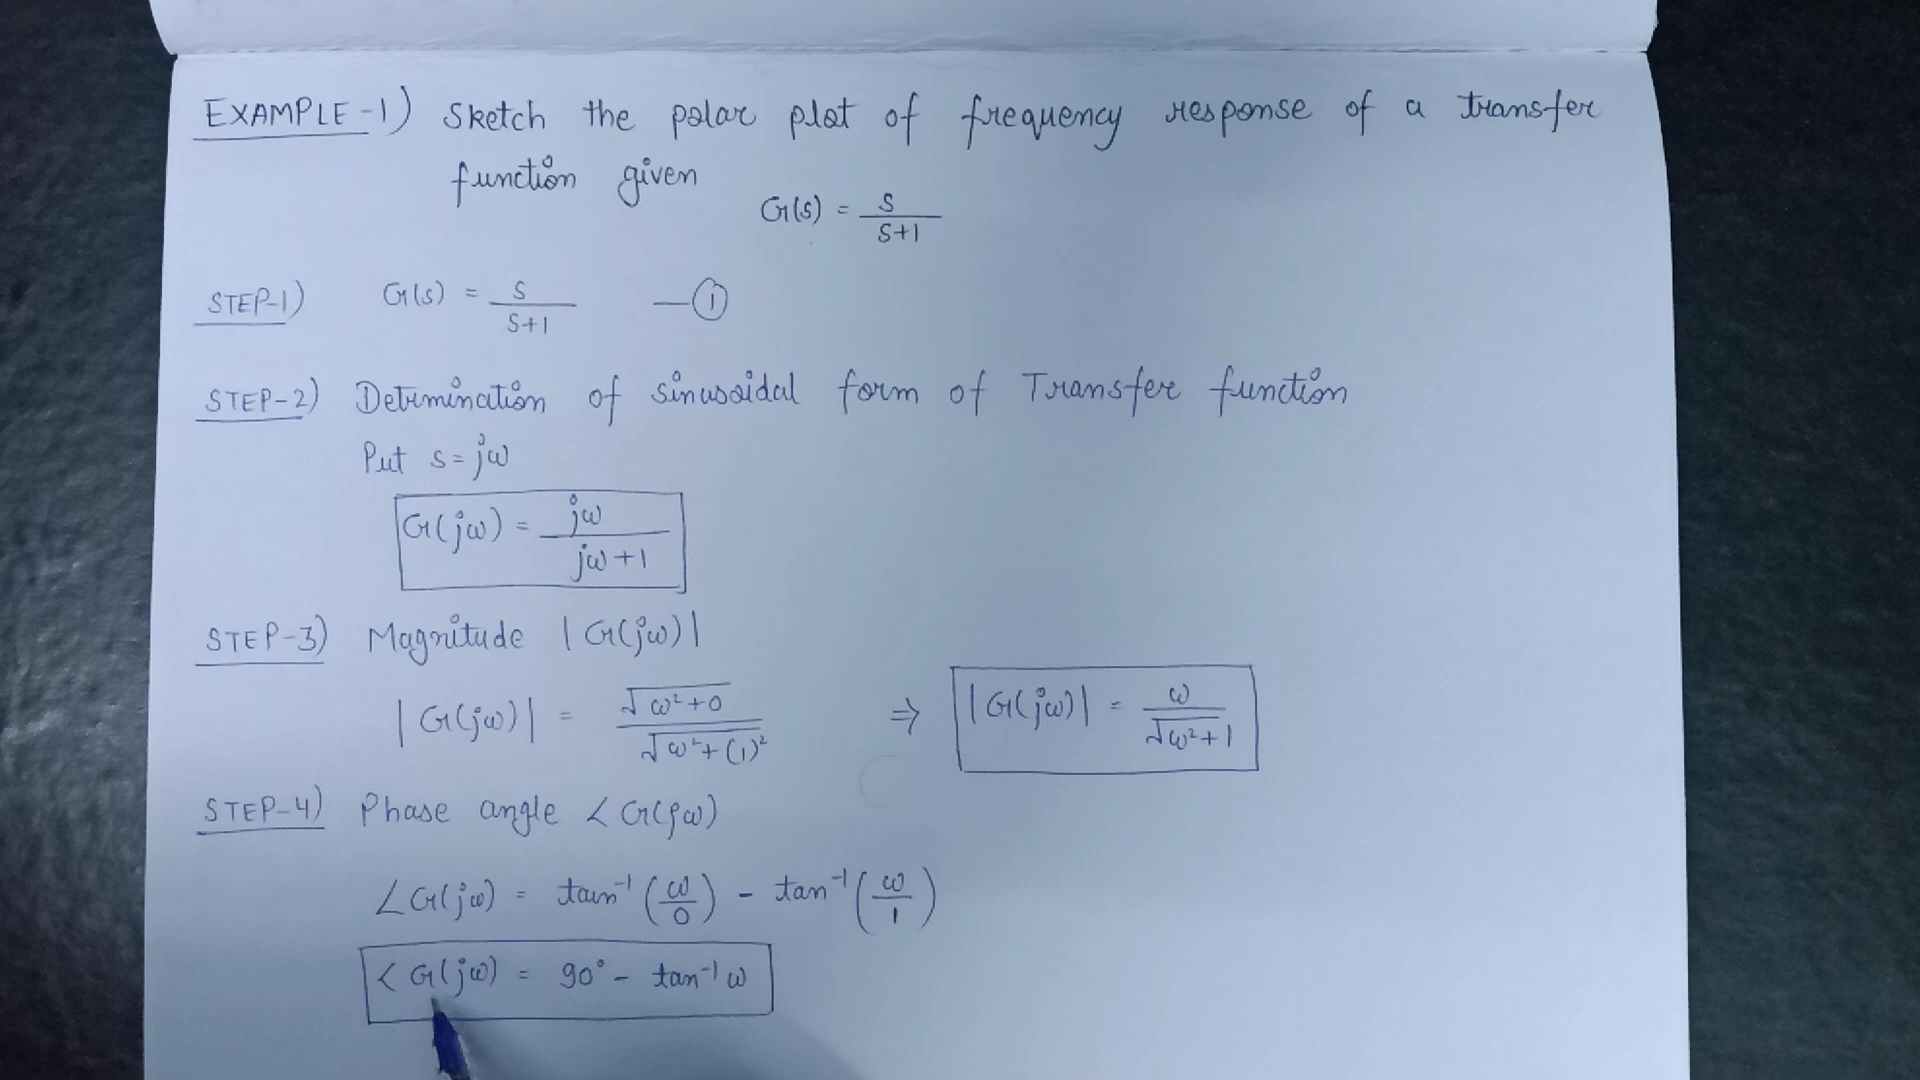 EXAMPLE-1) Sketch the polar plot of frequency response of a transfer
function given
G(s) = s / s+1
STEP-1) G(s) = s / s+1 —①
STEP-2) Detrmination of sinusoidal form of Transfer function
Put s=jω
G(jω) = jω / jω+1
STEP-3) Magnitude |G(jω)|
|G(jω)| = √ω²+0 / √ω²+(1)² ⇒ |G(jω)| = ω / √ω²+1
STEP-4) Phase angle ∠G(jω)
∠G(jω) = tan⁻¹(ω/0) - tan⁻¹(ω/1)
∠G(jω) = 90° - tan⁻¹ω